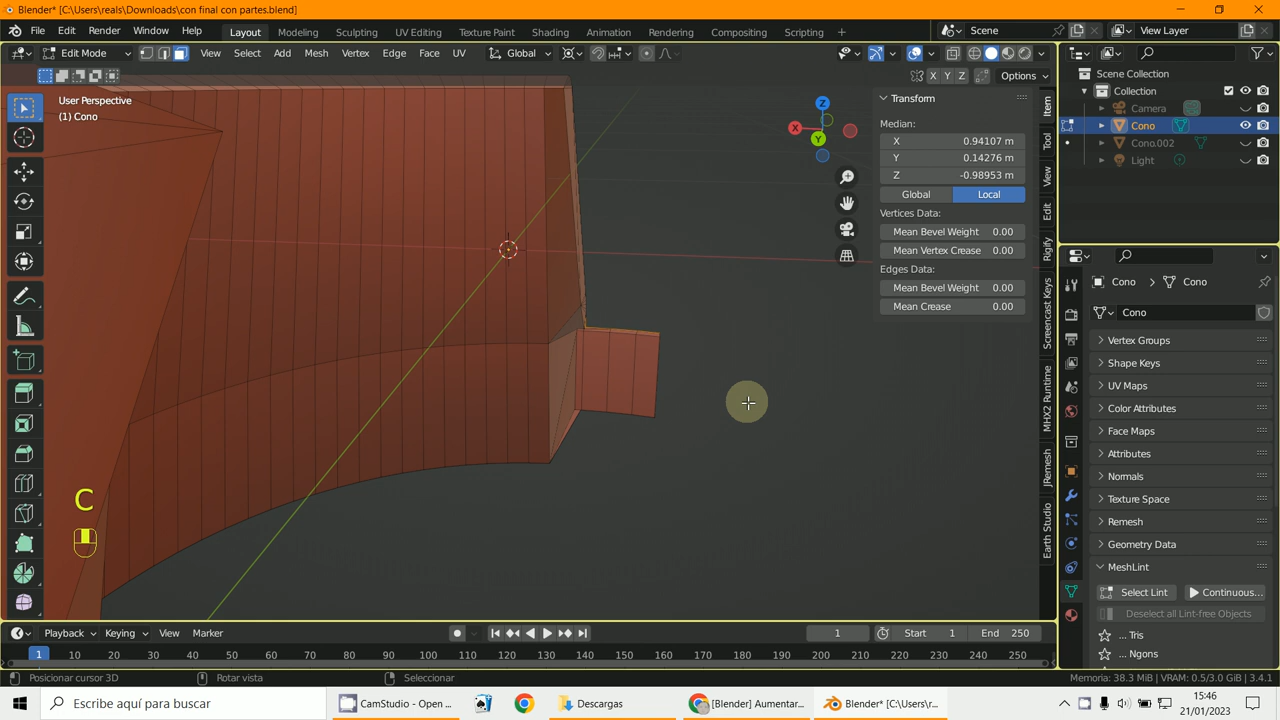 Blender* [C:\Users\reals\Downloads\con final con partes.blend]
File Edit Render Window Help Layout Modeling Sculpting UV Editing Texture Paint Shading Animation Rendering Compositing Scripting + Scene View Layer
Edit Mode View Select Add Mesh Vertex Edge Face UV Global
X Y Z Options
User Perspective
(1) Cono
Z
X
Y
Transform
Median:
X 0.94107 m
Y 0.14276 m
Z -0.98953 m
Global Local
Vertices Data:
Mean Bevel Weight 0.00
Mean Vertex Crease 0.00
Edges Data:
Mean Bevel Weight 0.00
Mean Crease 0.00
Item
Tool
View
Edit
Rigify
Screencast Keys
MHX2 Runtime
JRemesh
Earth Studio
Scene Collection
Collection
Camera
Cono
Cono.002
Light
Cono > Cono
Cono
Vertex Groups
Shape Keys
UV Maps
Color Attributes
Face Maps
Attributes
Normals
Texture Space
Remesh
Geometry Data
MeshLint
Select Lint Continuous...
Deselect all Lint-free Objects
... Tris
... Ngons
C
Playback Keying View Marker 1 Start 1 End 250
1 10 20 30 40 50 60 70 80 90 100 110 120 130 140 150 160 170 180 190 200 210 220 230 240 250
Posicionar cursor 3D Rotar vista Seleccionar Memoria: 38.3 MiB | VRAM: 0.5/3.0 GiB | 3.4.1
Escribe aquí para buscar CamStudio - Open ... Descargas [Blender] Aumentar... Blender* [C:\Users\r...
15:46
21/01/2023